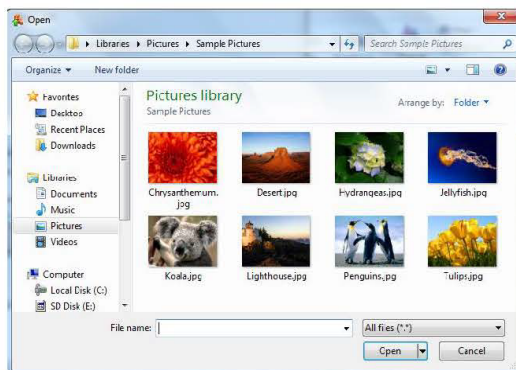 Open
Libraries ▸ Pictures ▸ Sample Pictures
Search Sample Pictures
Organize ▾ New folder
Favorites
Desktop
Recent Places
Downloads
Libraries
Documents
Music
Pictures
Videos
Computer
Local Disk (C:)
SD Disk (E:)
Pictures library
Sample Pictures
Arrange by: Folder ▾
Chrysanthemum.
jpg
Desert.jpg
Hydrangeas.jpg
Jellyfish.jpg
Koala.jpg
Lighthouse.jpg
Penguins.jpg
Tulips.jpg
File name:
All files (*.*)
Open
Cancel